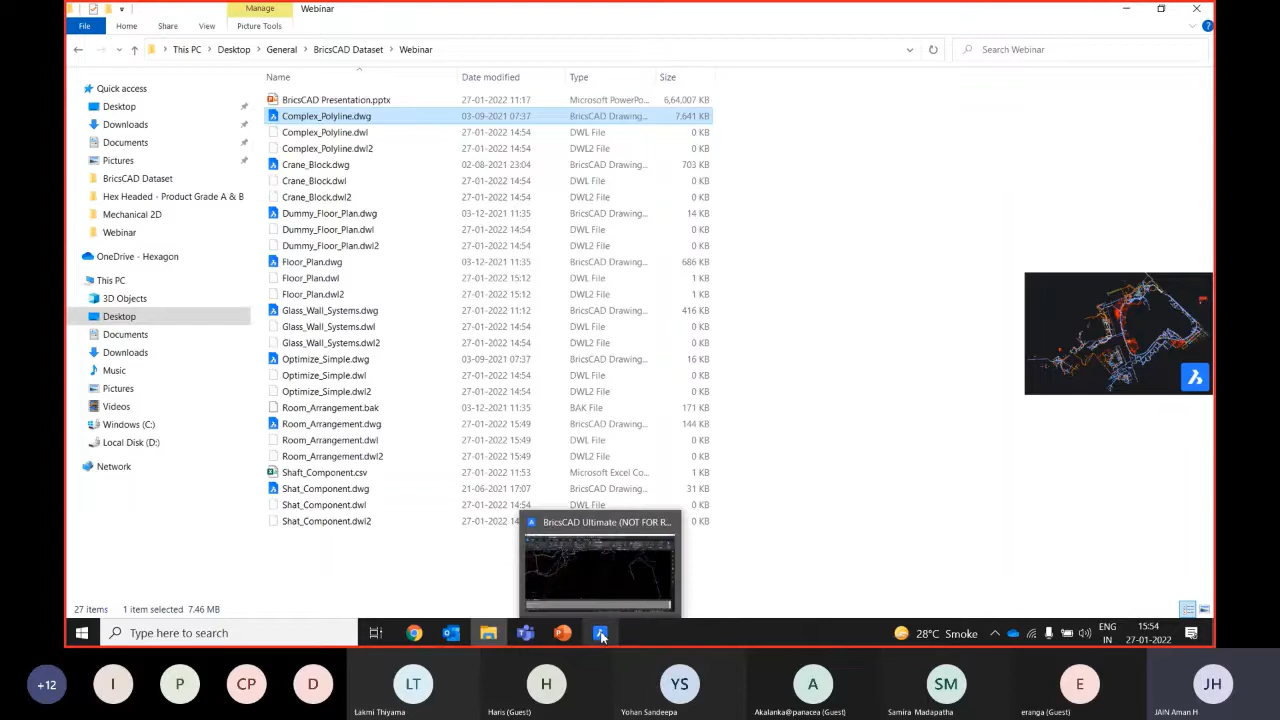 Manage
Webinar
File
Home
Share
View
Picture Tools
This PC
Desktop
General
BricsCAD Dataset
Webinar
Search Webinar
Name
Date modified
Type
Size
Quick access
Desktop
Downloads
Documents
Pictures
BricsCAD Dataset
Hex Headed - Product Grade A & B
Mechanical 2D
Webinar
OneDrive - Hexagon
This PC
3D Objects
Desktop
Documents
Downloads
Music
Pictures
Videos
Windows (C:)
Local Disk (D:)
Network
BricsCAD Presentation.pptx 27-01-2022 11:17 Microsoft PowerPo... 6,64,007 KB
Complex_Polyline.dwg 03-09-2021 07:37 BricsCAD Drawing... 7,641 KB
Complex_Polyline.dwl 27-01-2022 14:54 DWL File 0 KB
Complex_Polyline.dwl2 27-01-2022 14:54 DWL2 File 0 KB
Crane_Block.dwg 02-08-2021 23:04 BricsCAD Drawing... 703 KB
Crane_Block.dwl 27-01-2022 14:54 DWL File 0 KB
Crane_Block.dwl2 27-01-2022 14:54 DWL2 File 0 KB
Dummy_Floor_Plan.dwg 03-12-2021 11:35 BricsCAD Drawing... 14 KB
Dummy_Floor_Plan.dwl 27-01-2022 14:54 DWL File 0 KB
Dummy_Floor_Plan.dwl2 27-01-2022 14:54 DWL2 File 0 KB
Floor_Plan.dwg 03-12-2021 11:35 BricsCAD Drawing... 686 KB
Floor_Plan.dwl 27-01-2022 15:12 DWL File 1 KB
Floor_Plan.dwl2 27-01-2022 15:12 DWL2 File 1 KB
Glass_Wall_Systems.dwg 27-01-2022 11:12 BricsCAD Drawing... 416 KB
Glass_Wall_Systems.dwl 27-01-2022 14:54 DWL File 0 KB
Glass_Wall_Systems.dwl2 27-01-2022 14:54 DWL2 File 0 KB
Optimize_Simple.dwg 03-09-2021 07:37 BricsCAD Drawing... 16 KB
Optimize_Simple.dwl 27-01-2022 14:54 DWL File 0 KB
Optimize_Simple.dwl2 27-01-2022 14:54 DWL2 File 0 KB
Room_Arrangement.bak 03-12-2021 11:35 BAK File 171 KB
Room_Arrangement.dwg 27-01-2022 15:49 BricsCAD Drawing... 144 KB
Room_Arrangement.dwl 27-01-2022 15:49 DWL File 0 KB
Room_Arrangement.dwl2 27-01-2022 15:49 DWL2 File 0 KB
Shaft_Component.csv 27-01-2022 11:53 Microsoft Excel Co... 1 KB
Shat_Component.dwg 21-06-2021 17:07 BricsCAD Drawing... 31 KB
Shat_Component.dwl 27-01-2022 14:54 DWL File 0 KB
Shat_Component.dwl2 27-01-2022 14 DWL2 File 0 KB
BricsCAD Ultimate (NOT FOR R...
27 items 1 item selected 7.46 MB
Type here to search
28°C Smoke
ENG
IN
15:54
27-01-2022
+12
I
P
CP
D
LT
Lakmi Thiyama
H
Haris (Guest)
YS
Yohan Sandeepa
A
Akalanka@panacea (Guest)
SM
Samira Madapatha
E
eranga (Guest)
JH
JAIN Aman H